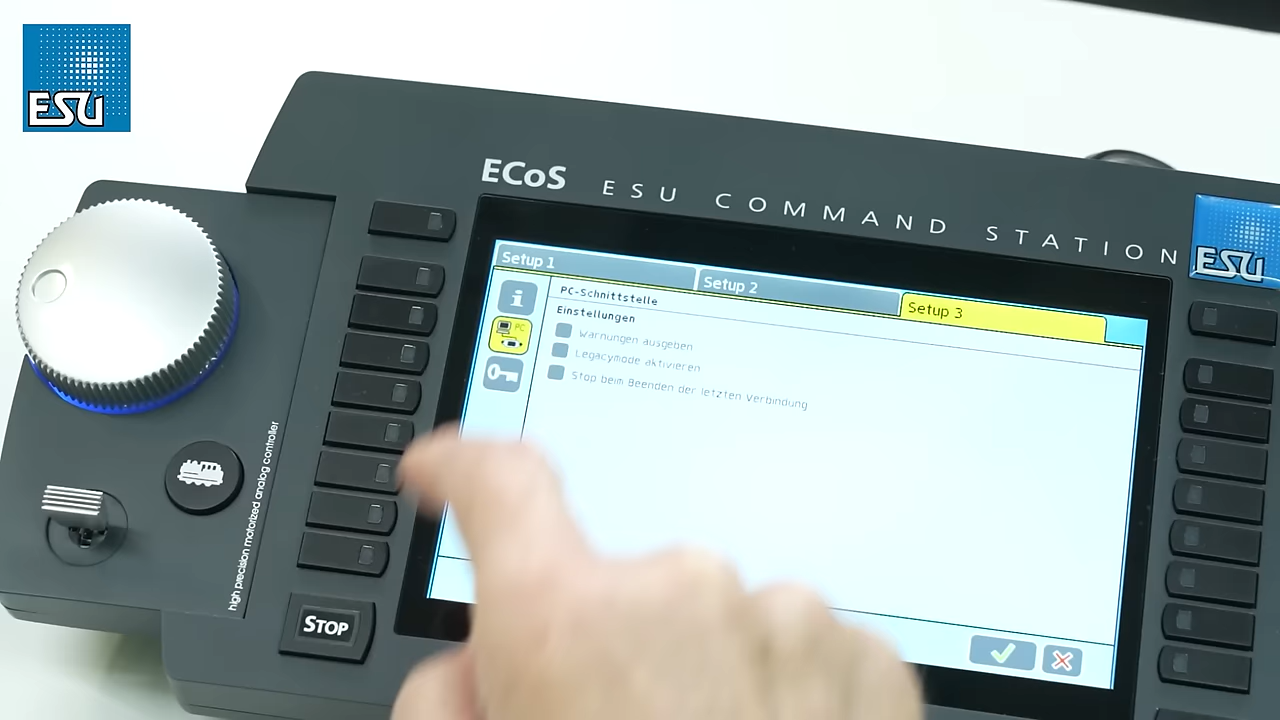 ESU
ECoS ESU COMMAND STATION
ESU
Setup 1
Setup 2
Setup 3
PC-Schnittstelle
PC
Einstellungen
Warnungen ausgeben
Legacymode aktivieren
Stop beim Beenden der letzten Verbindung
high precision motorized analog controller
STOP